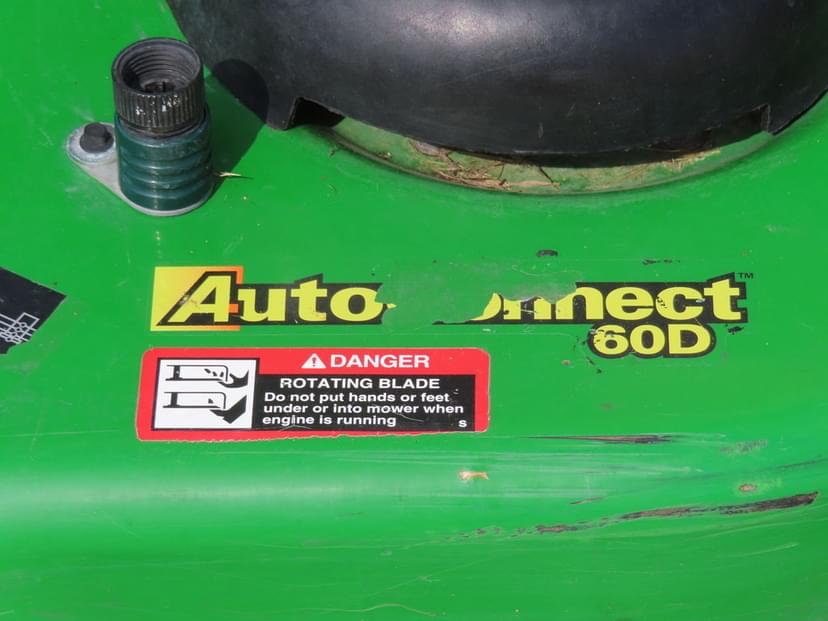 Auto onnect™
60D
DANGER
ROTATING BLADE
Do not put hands or feet
under or into mower when
engine is running
S